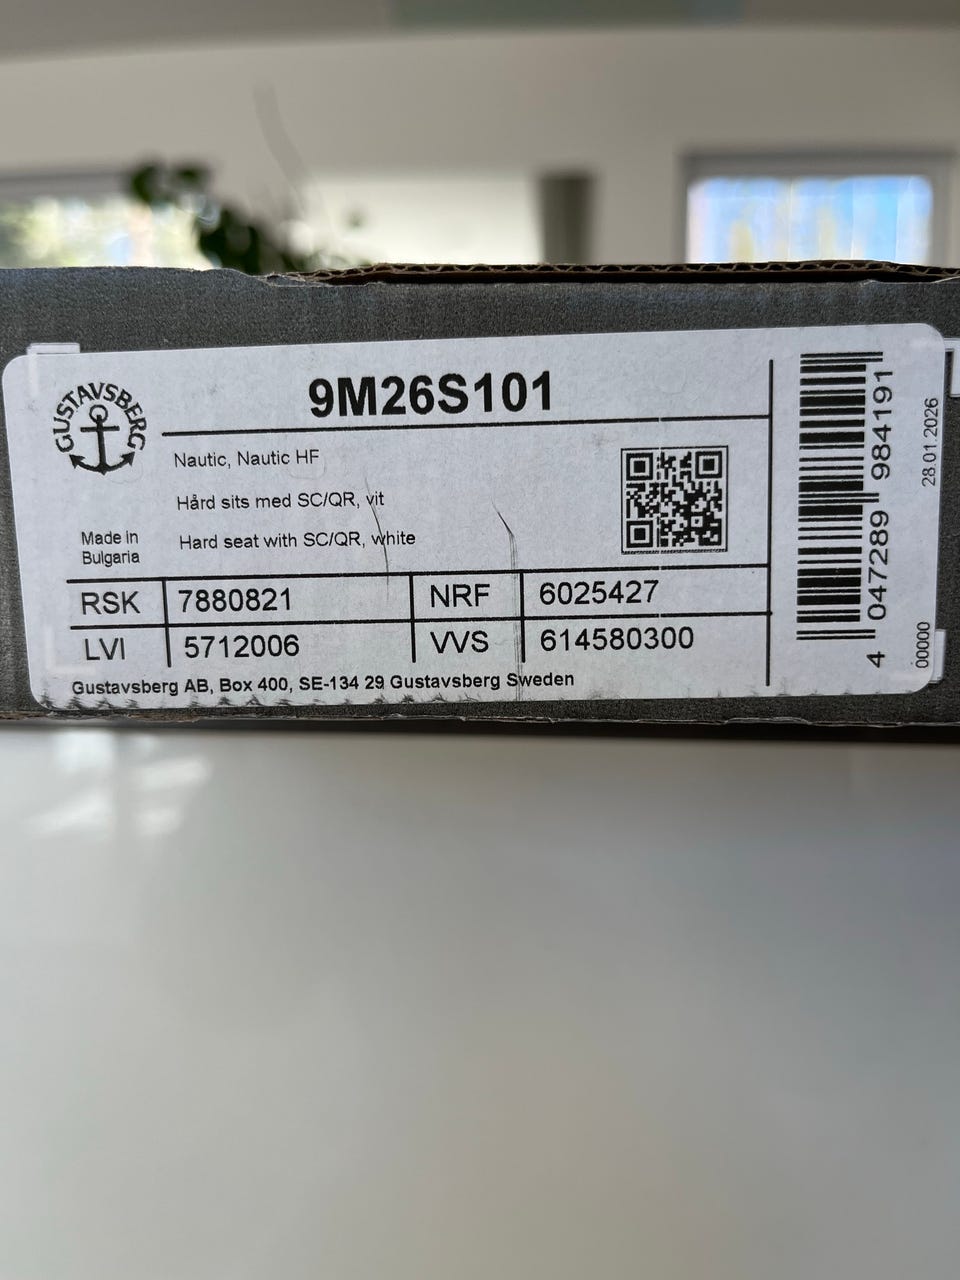 GUSTAVSBERG
9M26S101
Nautic, Nautic HF
Hård sits med SC/QR, vit
Hard seat with SC/QR, white
Made in
Bulgaria
RSK 7880821 NRF 6025427
LVI 5712006 VVS 614580300
Gustavsberg AB, Box 400, SE-134 29 Gustavsberg Sweden
4 047289 984191
28.01.2026
00000